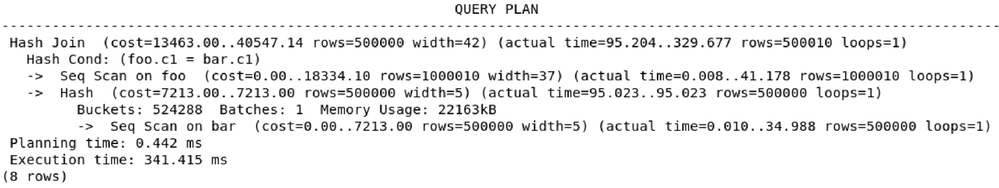 QUERY PLAN
-----------------------------------------------------------------------------------------------------------------------
Hash Join  (cost=13463.00..40547.14 rows=500000 width=42) (actual time=95.204..329.677 rows=500010 loops=1)
  Hash Cond: (foo.c1 = bar.c1)
  ->  Seq Scan on foo  (cost=0.00..18334.10 rows=1000010 width=37) (actual time=0.008..41.178 rows=1000010 loops=1)
  ->  Hash  (cost=7213.00..7213.00 rows=500000 width=5) (actual time=95.023..95.023 rows=500000 loops=1)
        Buckets: 524288  Batches: 1  Memory Usage: 22163kB
        ->  Seq Scan on bar  (cost=0.00..7213.00 rows=500000 width=5) (actual time=0.010..34.988 rows=500000 loops=1)
Planning time: 0.442 ms
Execution time: 341.415 ms
(8 rows)